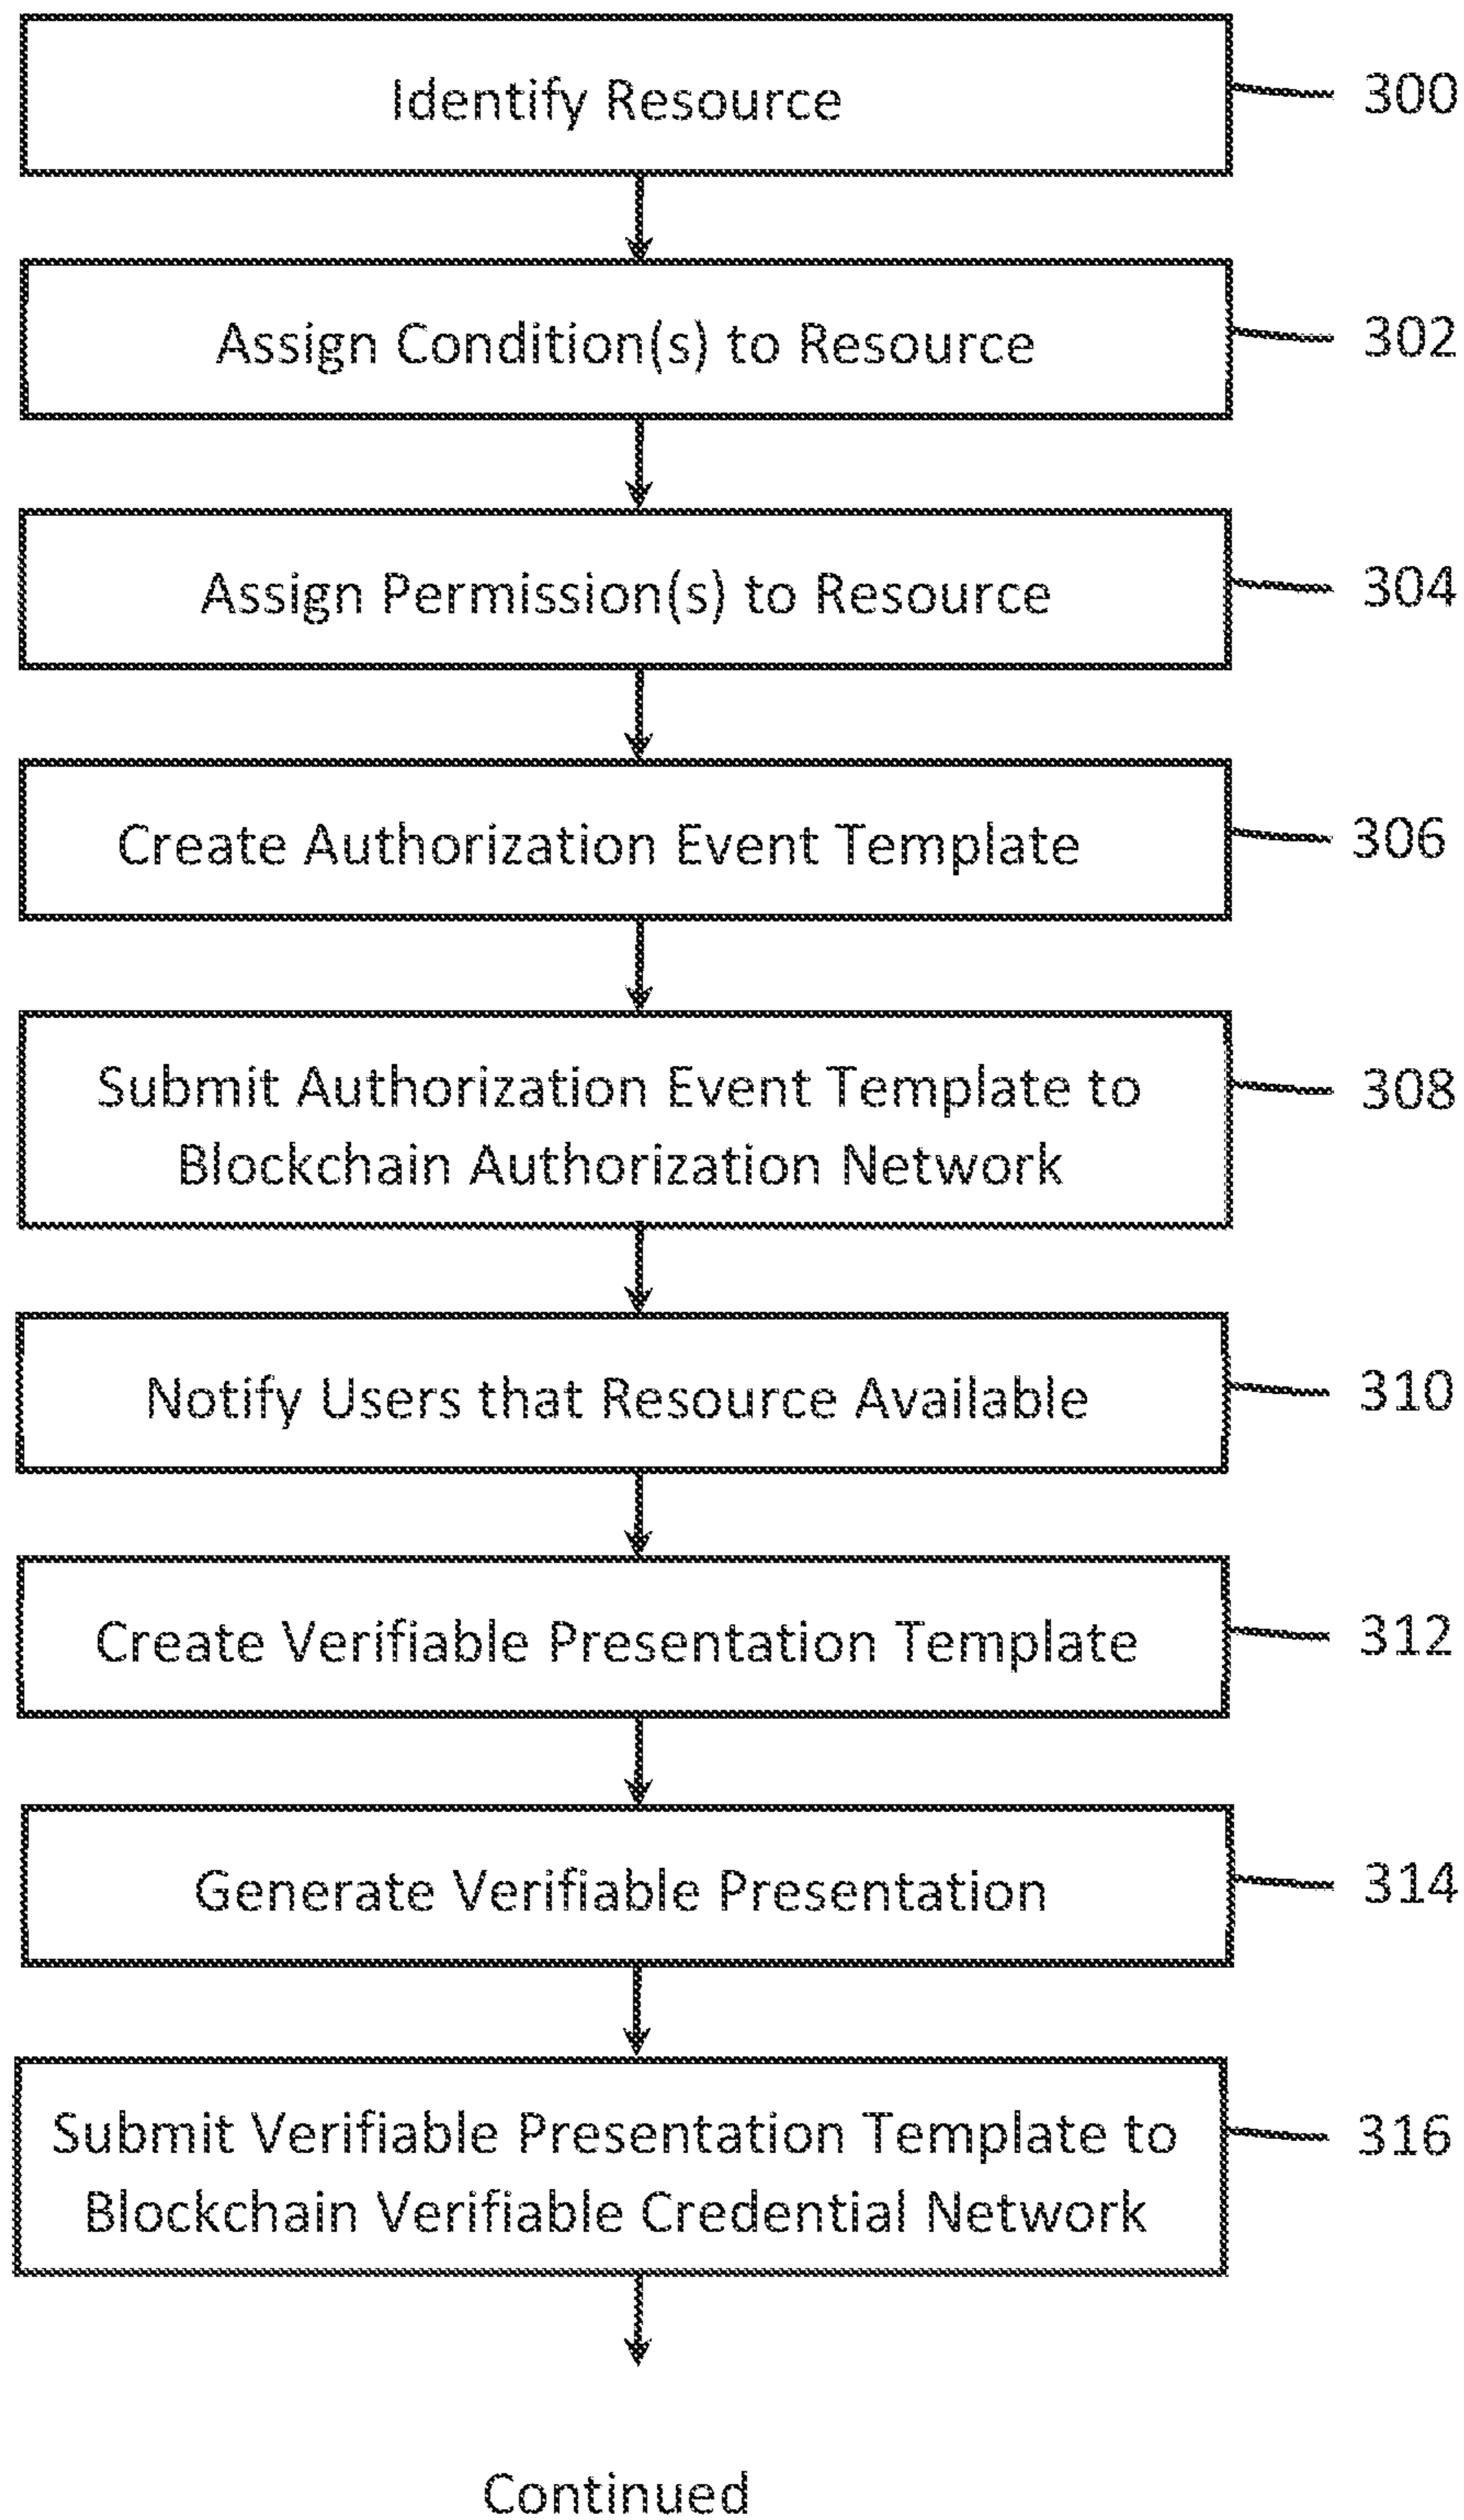 Identify Resource
300
Assign Condition(s) to Resource
302
Assign Permission(s) to Resource
304
Create Authorization Event Template
306
Submit Authorization Event Template to
Blockchain Authorization Network
308
Notify Users that Resource Available
310
Create Verifiable Presentation Template
312
Generate Verifiable Presentation
314
Submit Verifiable Presentation Template to
Blockchain Verifiable Credential Network
316
Continued